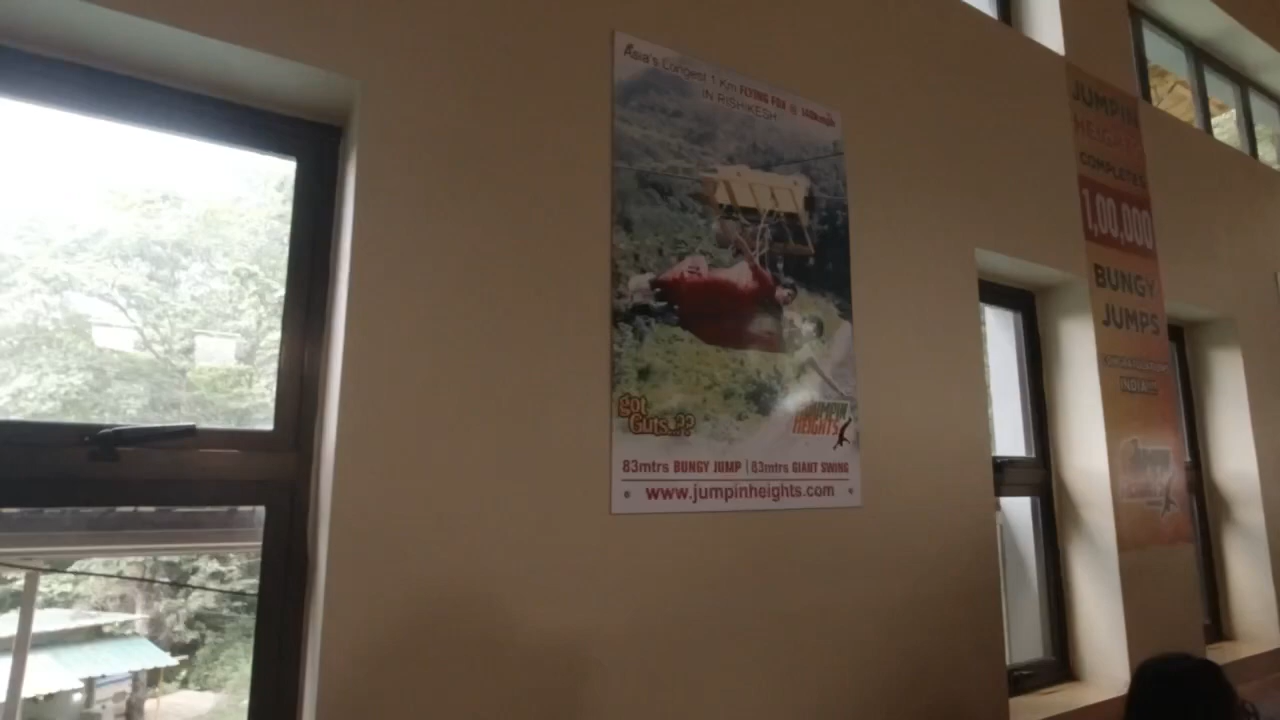 Asia's Longest 1 Km FLYING FOX @
IN RISHIKESH
got
Guts..??
JUMPIN
HEIGHTS
83mtrs BUNGY JUMP | 83mtrs GIANT SWING
www.jumpinheights.com
JUMPIN
HEIGHTS
COMPLETES
1,00,000
BUNGY
JUMPS
INDIA